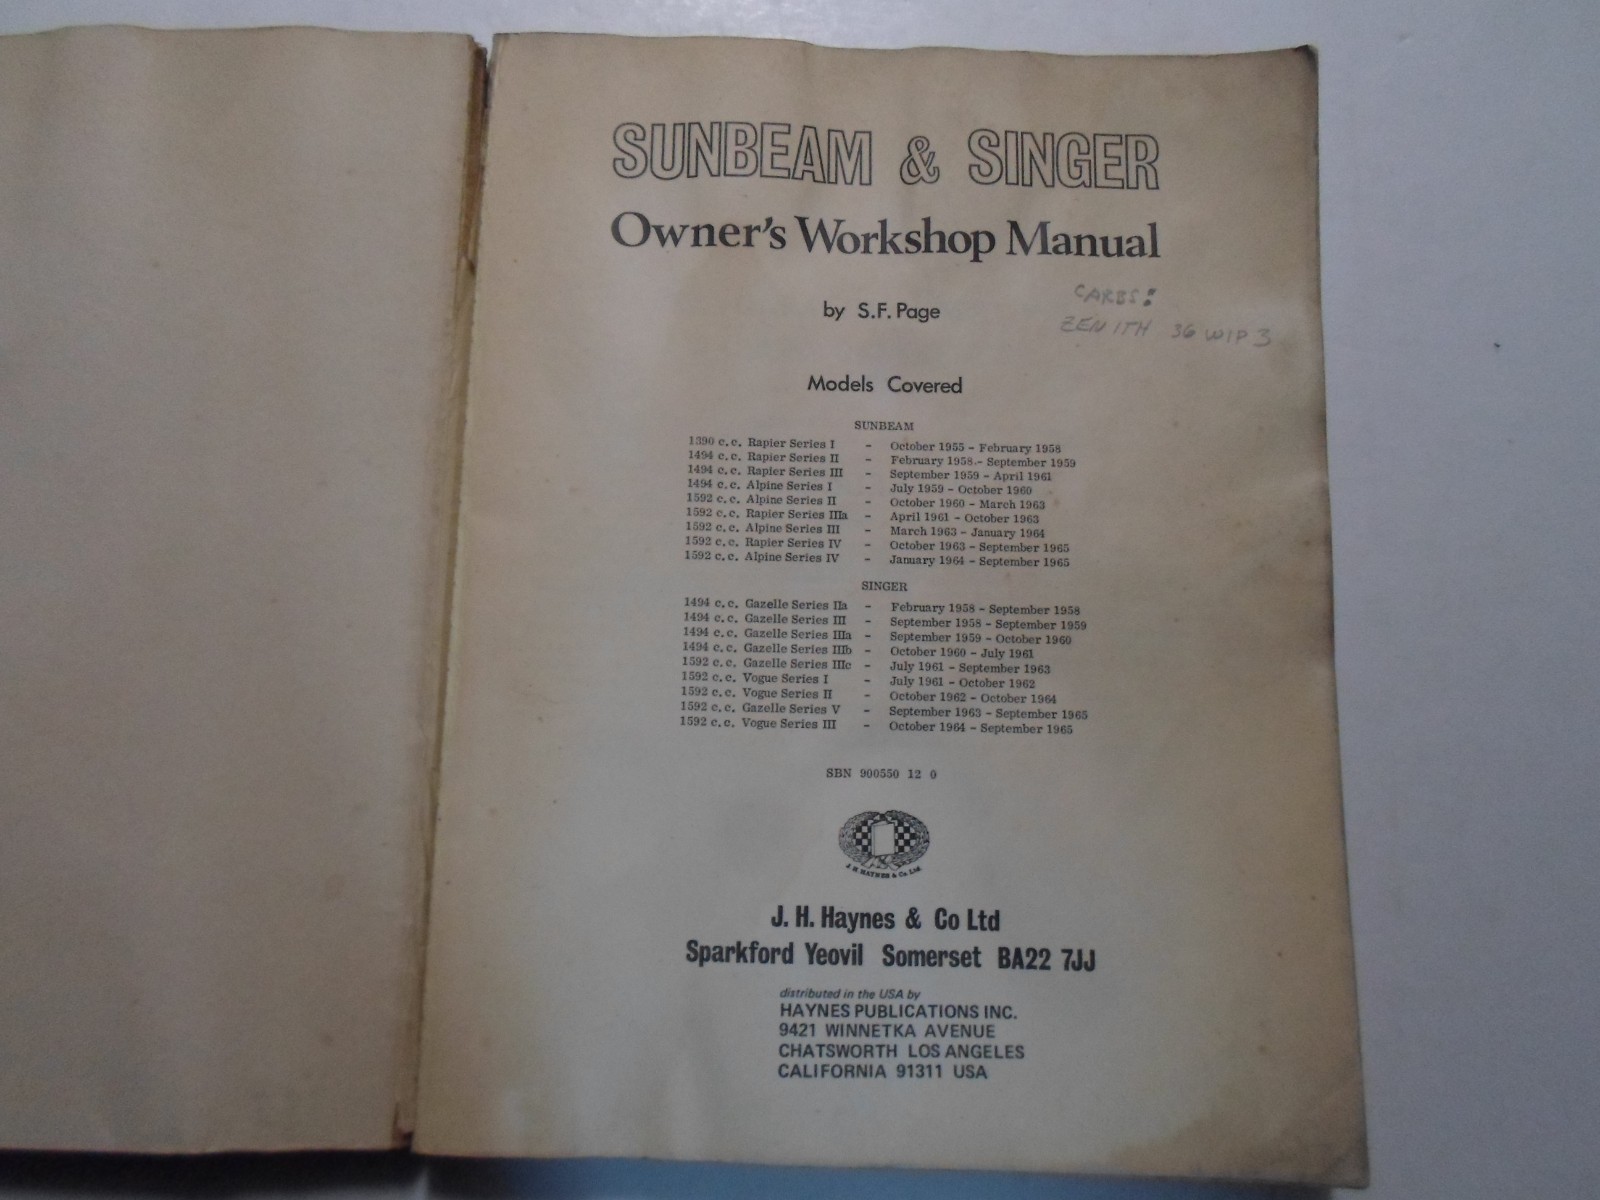 SUNBEAM & SINGER
Owner's Workshop Manual
by S.F. Page
CARBS:
ZENITH 36 WIP 3
Models Covered
SUNBEAM
1390 c.c. Rapier Series I - October 1955 - February 1958
1494 c.c. Rapier Series II - February 1958 - September 1959
1494 c.c. Rapier Series III - September 1959 - April 1961
1494 c.c. Alpine Series I - July 1959 - October 1960
1592 c.c. Alpine Series II - October 1960 - March 1963
1592 c.c. Rapier Series IIIa - April 1961 - October 1963
1592 c.c. Alpine Series III - March 1963 - January 1964
1592 c.c. Rapier Series IV - October 1963 - September 1965
1592 c.c. Alpine Series IV - January 1964 - September 1965
SINGER
1494 c.c. Gazelle Series IIa - February 1958 - September 1958
1494 c.c. Gazelle Series III - September 1958 - September 1959
1494 c.c. Gazelle Series IIIa - September 1959 - October 1960
1494 c.c. Gazelle Series IIIb - October 1960 - July 1961
1592 c.c. Gazelle Series IIIc - July 1961 - September 1963
1592 c.c. Vogue Series I - July 1961 - October 1962
1592 c.c. Vogue Series II - October 1962 - October 1964
1592 c.c. Gazelle Series V - September 1963 - September 1965
1592 c.c. Vogue Series III - October 1964 - September 1965
SBN 900550 12 0
J. H. HAYNES & Co. Ltd.
J. H. Haynes & Co Ltd
Sparkford Yeovil Somerset BA22 7JJ
distributed in the USA by
HAYNES PUBLICATIONS INC.
9421 WINNETKA AVENUE
CHATSWORTH LOS ANGELES
CALIFORNIA 91311 USA